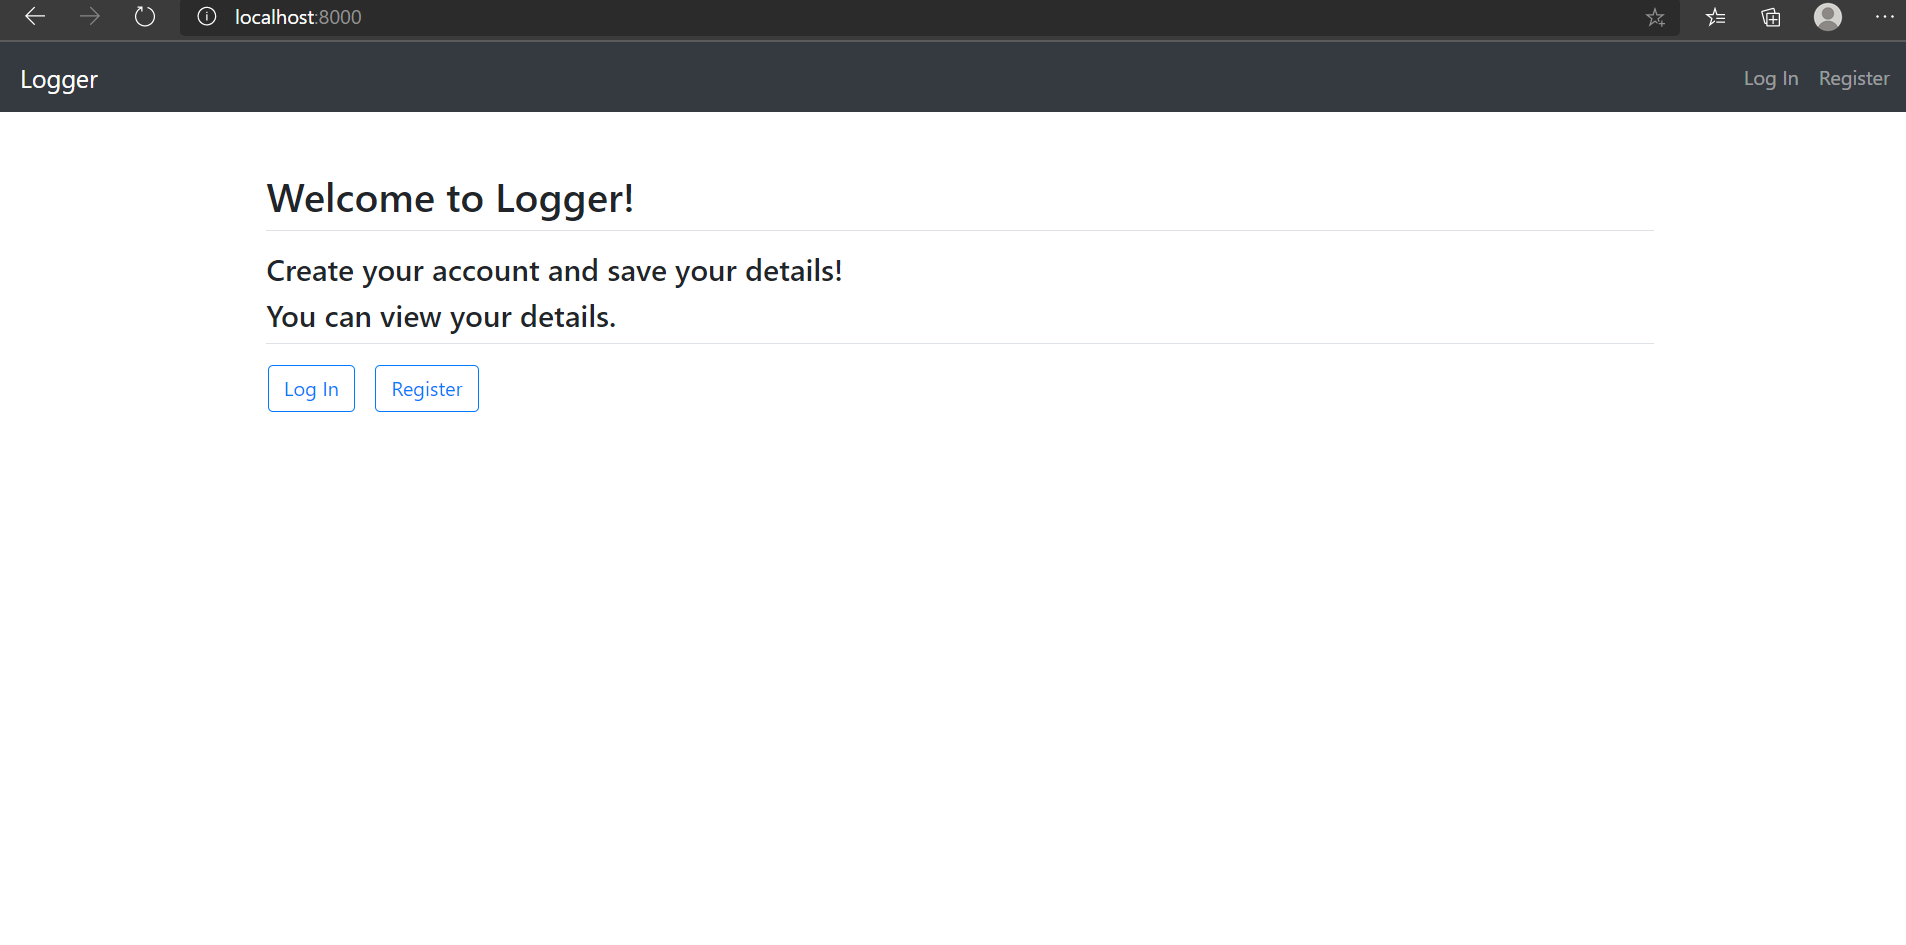 localhost:8000
Logger
Log In Register
Welcome to Logger!
Create your account and save your details!
You can view your details.
Log In Register